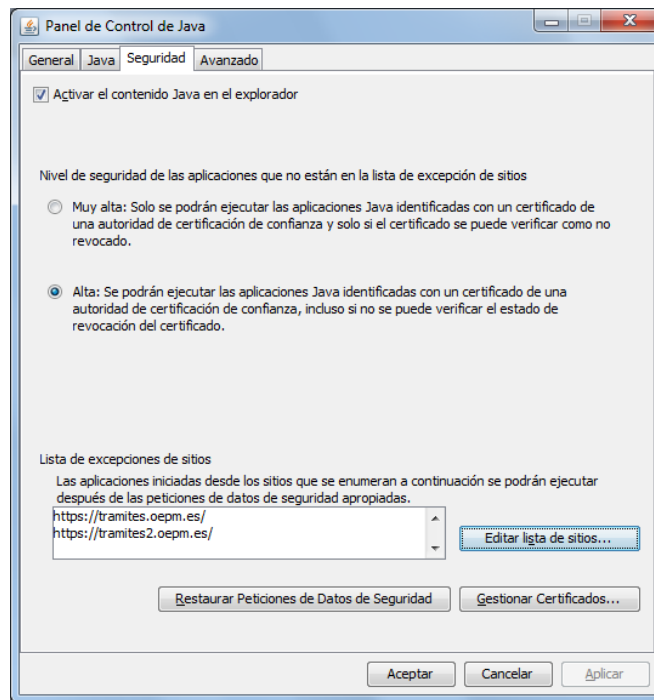 Panel de Control de Java
General Java Seguridad Avanzado
Activar el contenido Java en el explorador
Nivel de seguridad de las aplicaciones que no están en la lista de excepción de sitios
Muy alta: Solo se podrán ejecutar las aplicaciones Java identificadas con un certificado de
una autoridad de certificación de confianza y solo si el certificado se puede verificar como no
revocado.
Alta: Se podrán ejecutar las aplicaciones Java identificadas con un certificado de una
autoridad de certificación de confianza, incluso si no se puede verificar el estado de
revocación del certificado.
Lista de excepciones de sitios
Las aplicaciones iniciadas desde los sitios que se enumeran a continuación se podrán ejecutar
después de las peticiones de datos de seguridad apropiadas.
https://tramites.oepm.es/
https://tramites2.oepm.es/
Editar lista de sitios...
Restaurar Peticiones de Datos de Seguridad Gestionar Certificados...
Aceptar Cancelar Aplicar